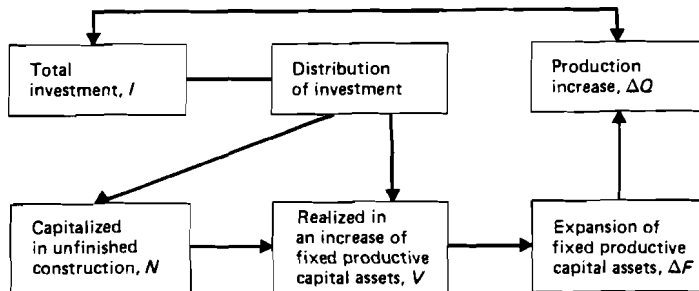 Total
investment, I
Distribution
of investment
Production
increase, ΔQ
Capitalized
in unfinished
construction, N
Realized in
an increase of
fixed productive
capital assets, V
Expansion of
fixed productive
capital assets, ΔF